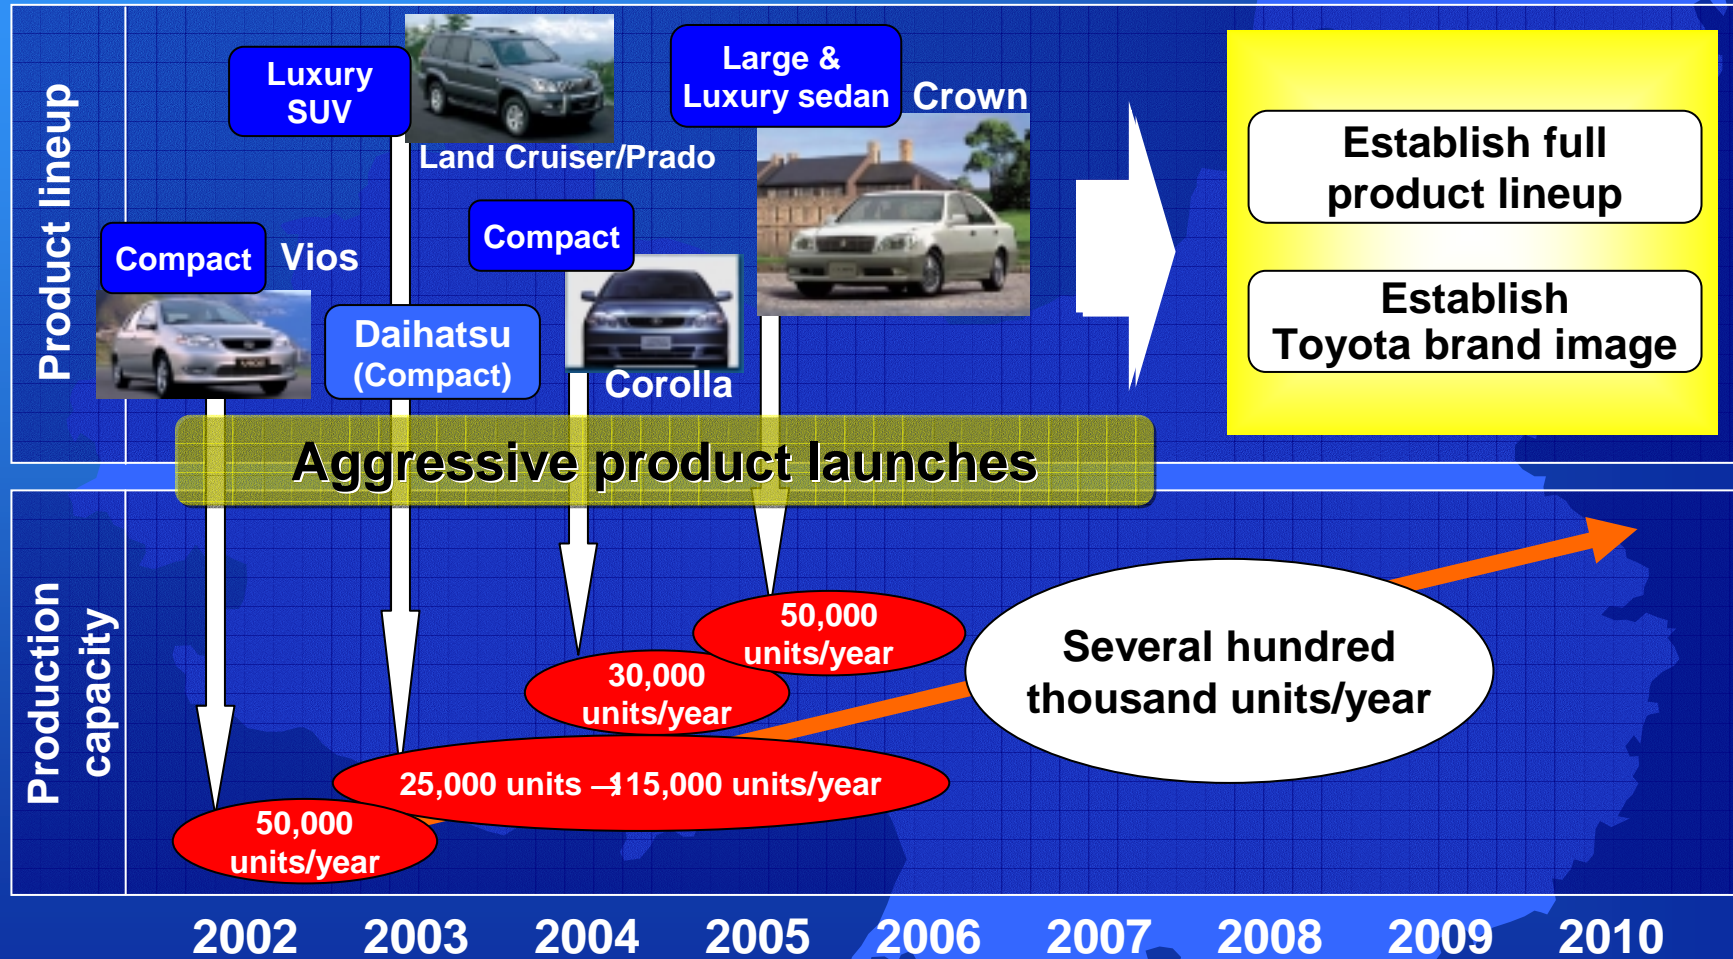 Product lineup
Luxury
SUV
Land Cruiser/Prado
Large &
Luxury sedan
Crown
Compact
Vios
Compact
Corolla
Daihatsu
(Compact)
Establish full
product lineup
Establish
Toyota brand image
Aggressive product launches
Production
capacity
50,000
units/year
30,000
units/year
25,000 units →115,000 units/year
50,000
units/year
Several hundred
thousand units/year
2002 2003 2004 2005 2006 2007 2008 2009 2010